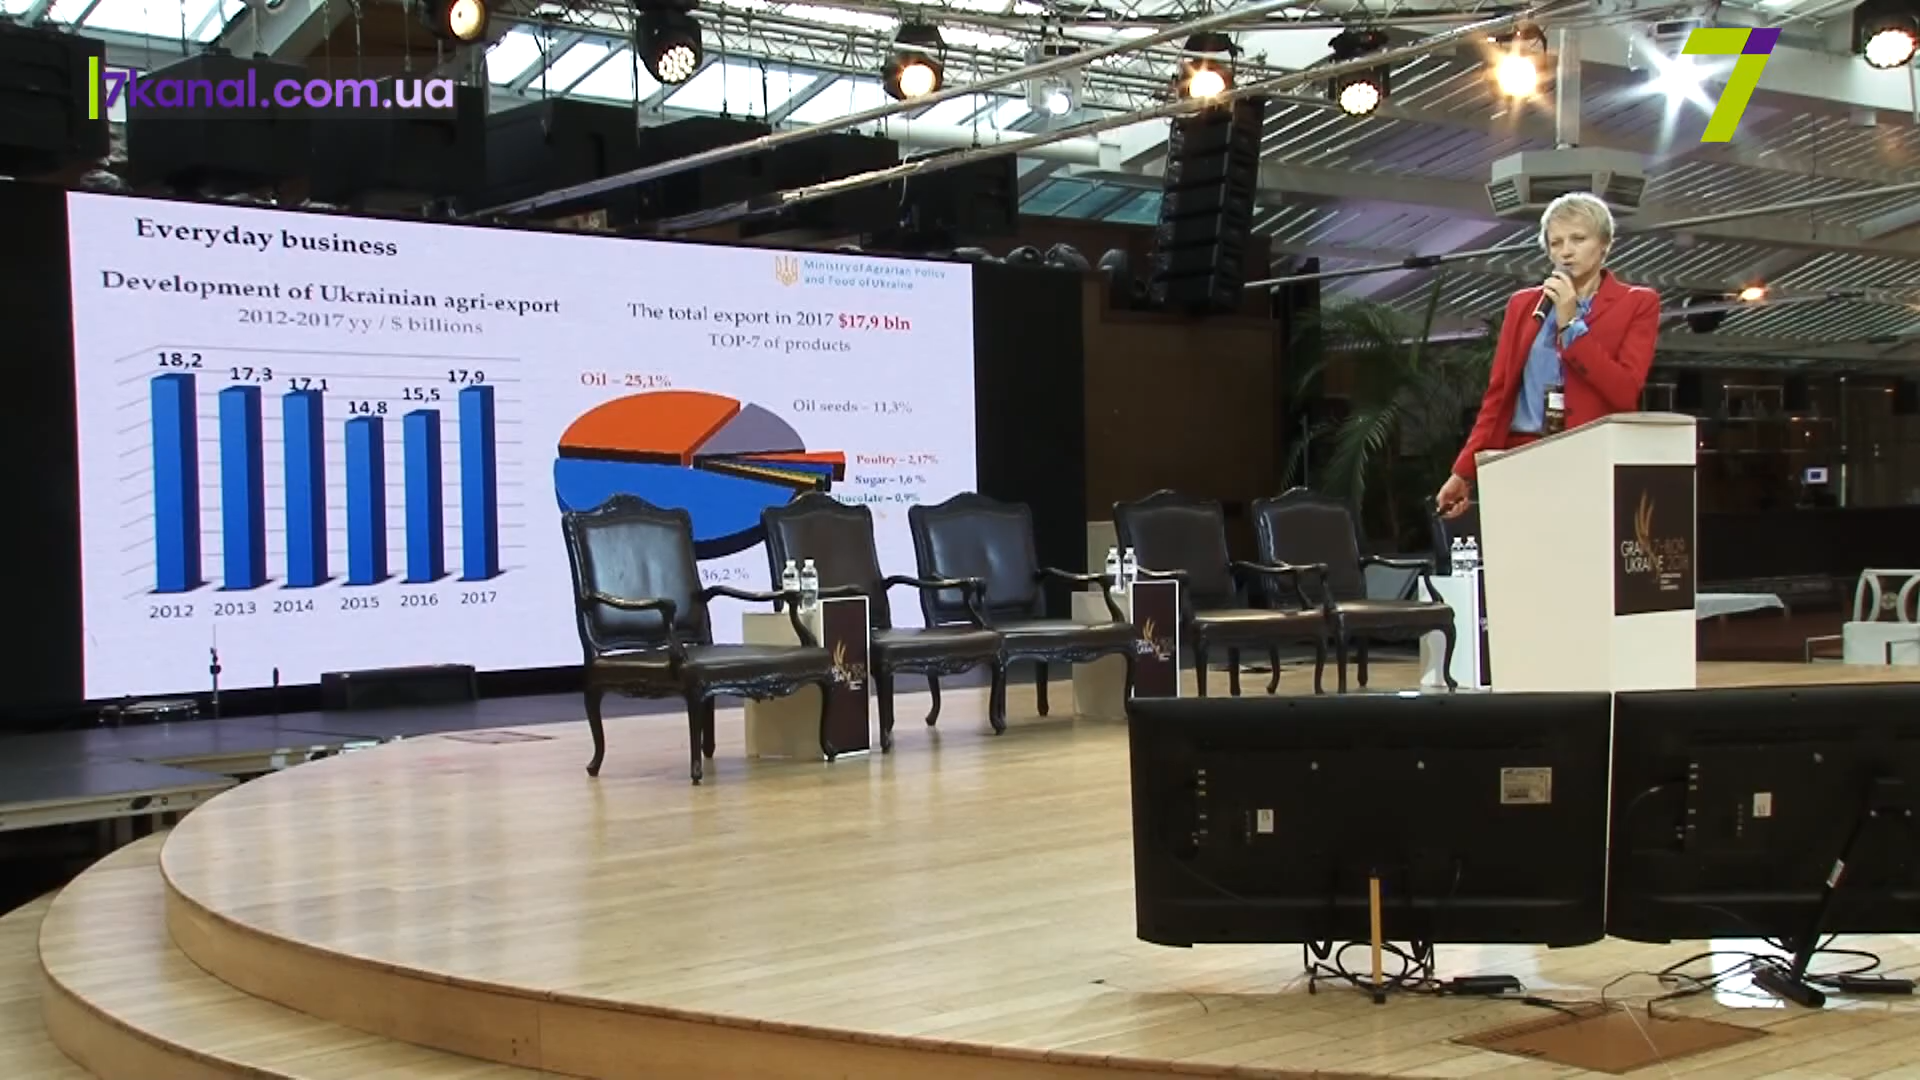 7kanal.com.ua
7
Everyday business
Ministry of Agrarian Policy
and Food of Ukraine
Development of Ukrainian agri-export
2012-2017 yy / $ billions
18,2
17,3
17,1
14,8
15,5
17,9
2012
2013
2014
2015
2016
2017
The total export in 2017 $17,9 bln
TOP-7 of products
Oil – 25,1%
Oil seeds – 11,3%
Poultry – 2,17%
Sugar – 1,6 %
Chocolate – 0,9%
36,2 %
UKRAINE